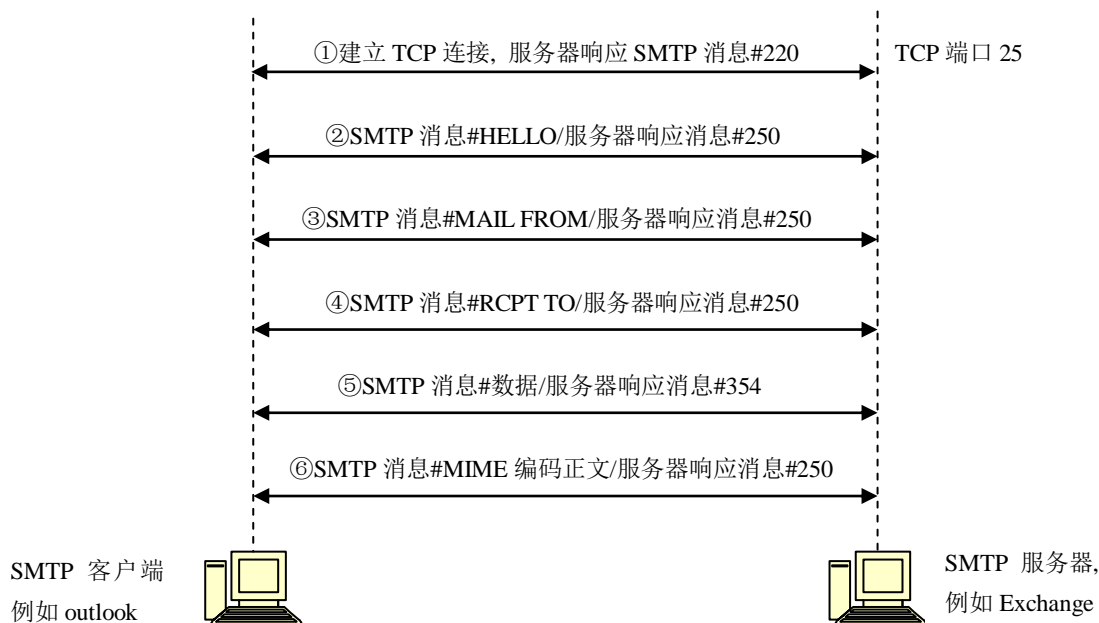 ①建立 TCP 连接, 服务器响应 SMTP 消息#220
TCP 端口 25
②SMTP 消息#HELLO/服务器响应消息#250
③SMTP 消息#MAIL FROM/服务器响应消息#250
④SMTP 消息#RCPT TO/服务器响应消息#250
⑤SMTP 消息#数据/服务器响应消息#354
⑥SMTP 消息#MIME 编码正文/服务器响应消息#250
SMTP 客户端
例如 outlook
SMTP 服务器,
例如 Exchange